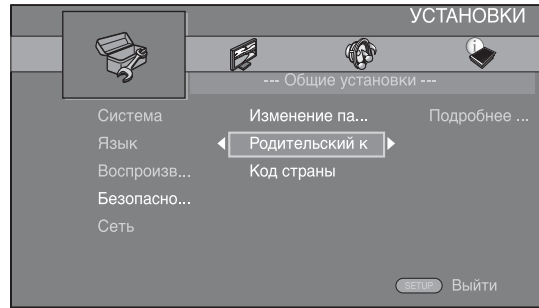 УСТАНОВКИ
--- Общие установки ---
Система Изменение па... Подробнее ...
Язык Родительский к
Воспроизв... Код страны
Безопасно...
Сеть
SETUP Выйти